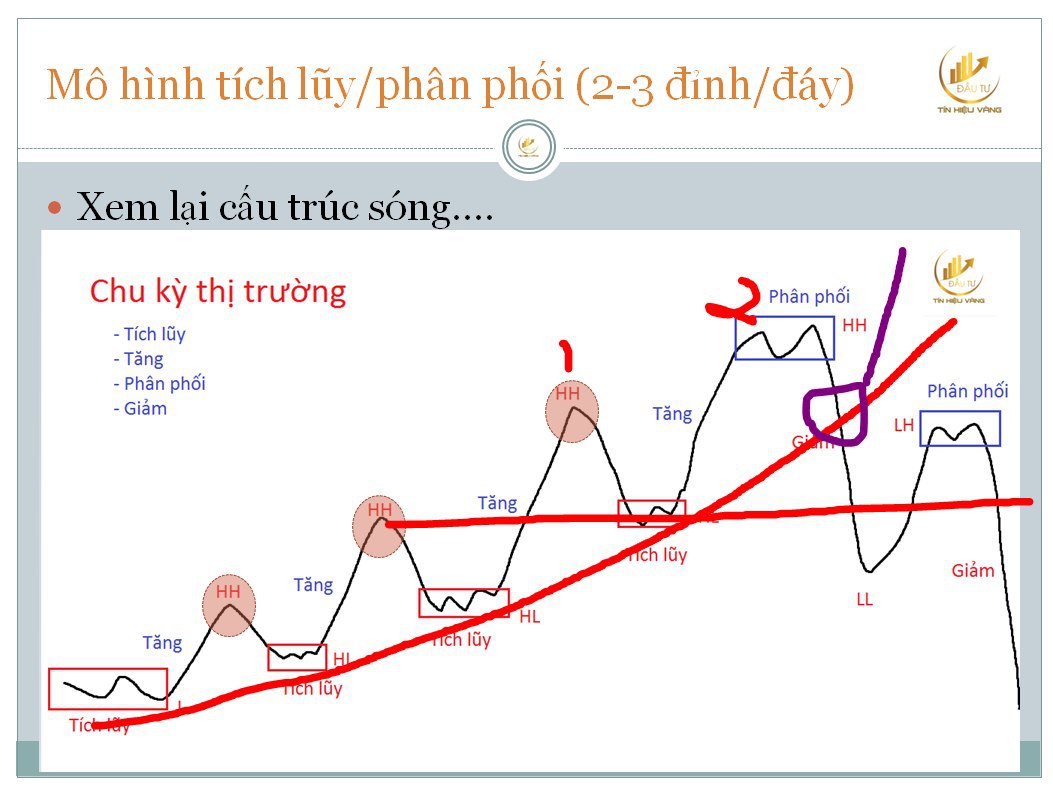 Mô hình tích lũy/phân phối (2-3 đỉnh/đáy)
ĐẦU TƯ
TÍN HIỆU VÀNG
Xem lại cấu trúc sóng....
Chu kỳ thị trường
- Tích lũy
- Tăng
- Phân phối
- Giảm
ĐẦU TƯ
TÍN HIỆU VÀNG
2
Phân phối
HH
1
HH
Phân phối
LH
Tăng
Giảm
HH
Tăng
Tích lũy
Giảm
LL
HH
Tăng
HL
Tích lũy
Tăng
HL
Tích lũy
Tích lũy